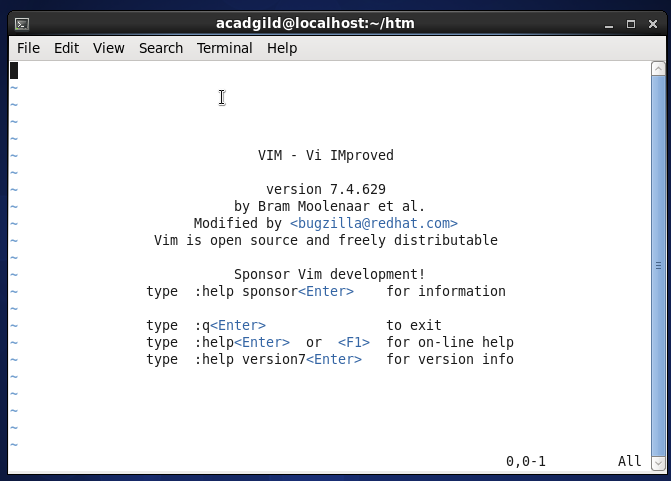 acadgild@localhost:~/htm
File Edit View Search Terminal Help
~
~
~
~
VIM - Vi IMproved
~
~
version 7.4.629
~
by Bram Moolenaar et al.
~
Modified by <bugzilla@redhat.com>
~
Vim is open source and freely distributable
~
~
Sponsor Vim development!
~
type :help sponsor<Enter> for information
~
~
type :q<Enter> to exit
~
type :help<Enter> or <F1> for on-line help
~
type :help version7<Enter> for version info
~
~
~
~
~
0,0-1 All